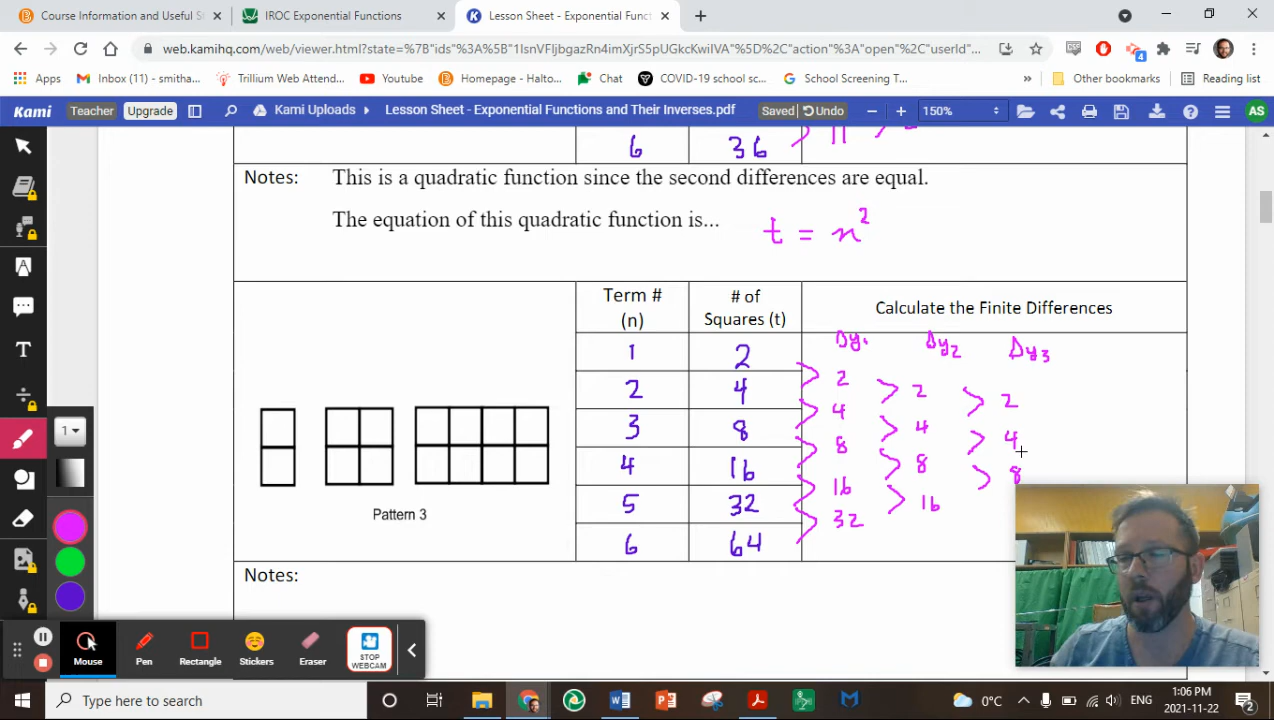 Course Information and Useful S
IROC Exponential Functions
Lesson Sheet - Exponential Funct
web.kamihq.com/web/viewer.html?state=%7B"ids"%3A%5B"1IsnVFIjbgazRn4imXjrS5pUGkcKwiIVA"%5D%2C"action"%3A"open"%2C"userId"...
4
Apps
Inbox (11) - smitha...
Trillium Web Attend...
YouTube
Homepage - Halto...
Chat
COVID-19 school sc...
School Screening T...
»
Other bookmarks
Reading list
Kami
Teacher
Upgrade
Kami Uploads
Lesson Sheet - Exponential Functions and Their Inverses.pdf
Saved
Undo
150%
AS
6 36 11
Notes: This is a quadratic function since the second differences are equal.
The equation of this quadratic function is... t = n²
Term # (n)
# of Squares (t)
Calculate the Finite Differences
Δy₁ Δy₂ Δy₃
1 2
2 4
3 8
4 16
5 32
6 64
2 4 8 16 32
2 4 8 16
2 4 8
Pattern 3
Notes:
1
Mouse
Pen
Rectangle
Stickers
Eraser
STOP WEBCAM
Type here to search
0°C
ENG
1:06 PM
2021-11-22
2